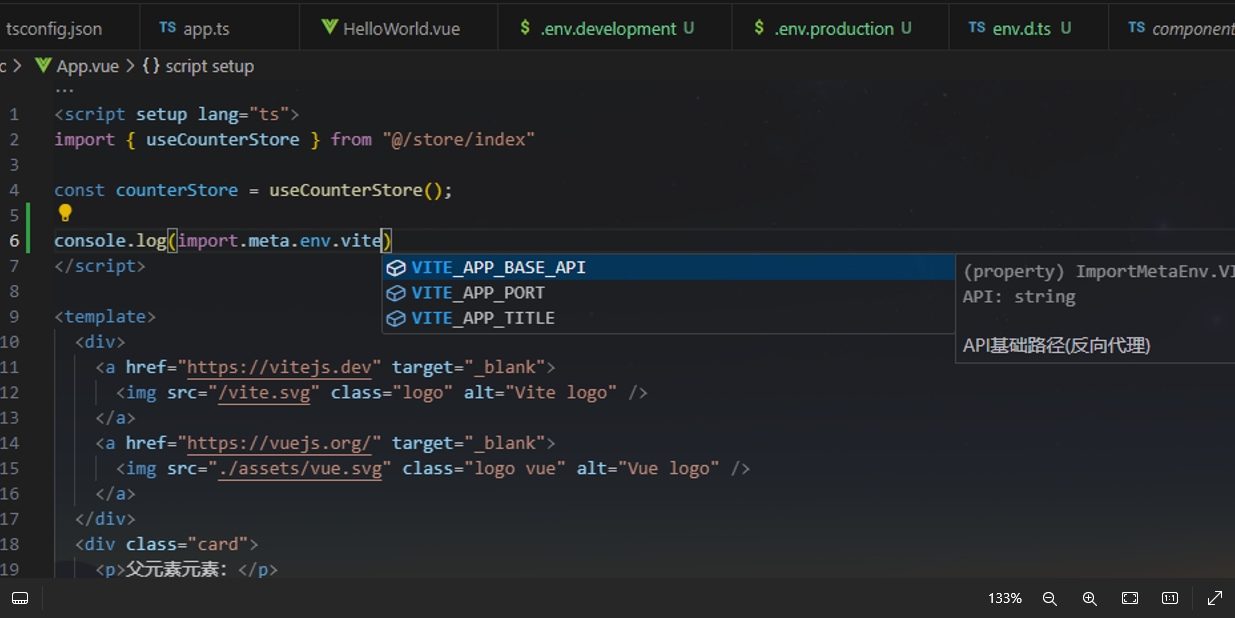 tsconfig.json TS app.ts HelloWorld.vue $ .env.development U $ .env.production U TS env.d.ts U TS component
c > App.vue > {} script setup
...
1 <script setup lang="ts">
2 import { useCounterStore } from "@/store/index"
3
4 const counterStore = useCounterStore();
5
6 console.log(import.meta.env.vite)
7 </script>
VITE_APP_BASE_API
(property) ImportMetaEnv.VI
8
VITE_APP_PORT
API: string
9 <template>
VITE_APP_TITLE
10 <div>
API基础路径(反向代理)
11 <a href="https://vitejs.dev" target="_blank">
12 <img src="/vite.svg" class="logo" alt="Vite logo" />
13 </a>
14 <a href="https://vuejs.org/" target="_blank">
15 <img src="./assets/vue.svg" class="logo vue" alt="Vue logo" />
16 </a>
17 </div>
18 <div class="card">
19 <p>父元素元素: </p>
133% 1:1